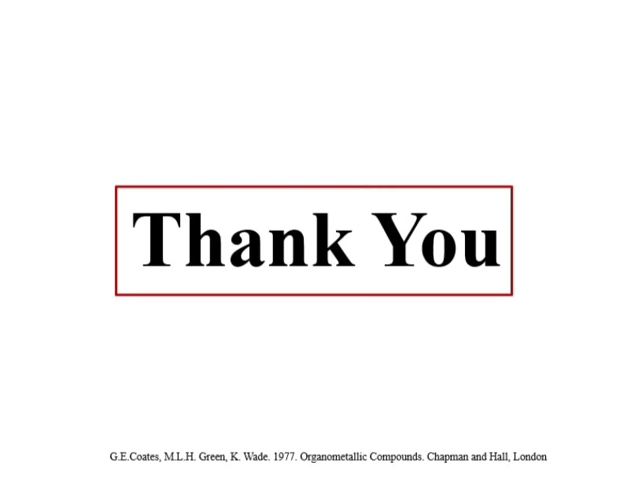 Thank You
G.E.Coates, M.L.H. Green, K. Wade. 1977. Organometallic Compounds. Chapman and Hall, London